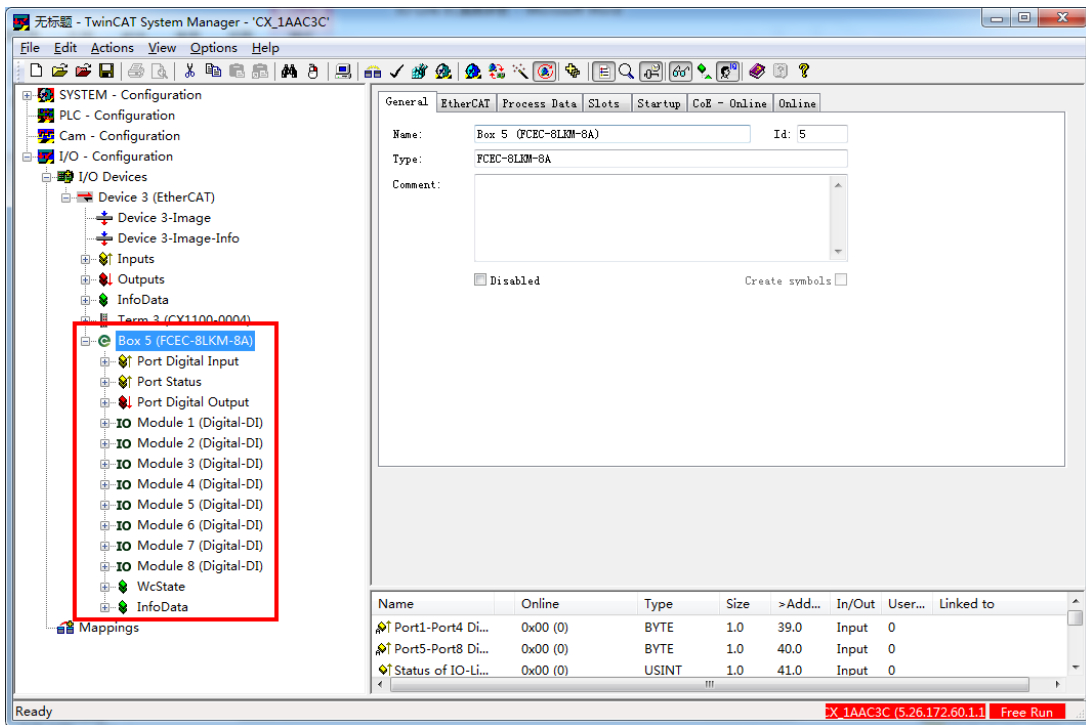 无标题 - TwinCAT System Manager - 'CX_1AAC3C'
File Edit Actions View Options Help
SYSTEM - Configuration
PLC - Configuration
Cam - Configuration
I/O - Configuration
I/O Devices
Device 3 (EtherCAT)
Device 3-Image
Device 3-Image-Info
Inputs
Outputs
InfoData
Term 3 (CX1100-0004)
Box 5 (FCEC-8LKM-8A)
Port Digital Input
Port Status
Port Digital Output
IO Module 1 (Digital-DI)
IO Module 2 (Digital-DI)
IO Module 3 (Digital-DI)
IO Module 4 (Digital-DI)
IO Module 5 (Digital-DI)
IO Module 6 (Digital-DI)
IO Module 7 (Digital-DI)
IO Module 8 (Digital-DI)
WcState
InfoData
Mappings
General EtherCAT Process Data Slots Startup CoE - Online Online
Name: Box 5 (FCEC-8LKM-8A) Id: 5
Type: FCEC-8LKM-8A
Comment:
Disabled Create symbols
Name Online Type Size >Add... In/Out User... Linked to
Port1-Port4 Di... 0x00 (0) BYTE 1.0 39.0 Input 0
Port5-Port8 Di... 0x00 (0) BYTE 1.0 40.0 Input 0
Status of IO-Li... 0x00 (0) USINT 1.0 41.0 Input 0
Ready CX_1AAC3C (5.26.172.60.1.1 Free Run